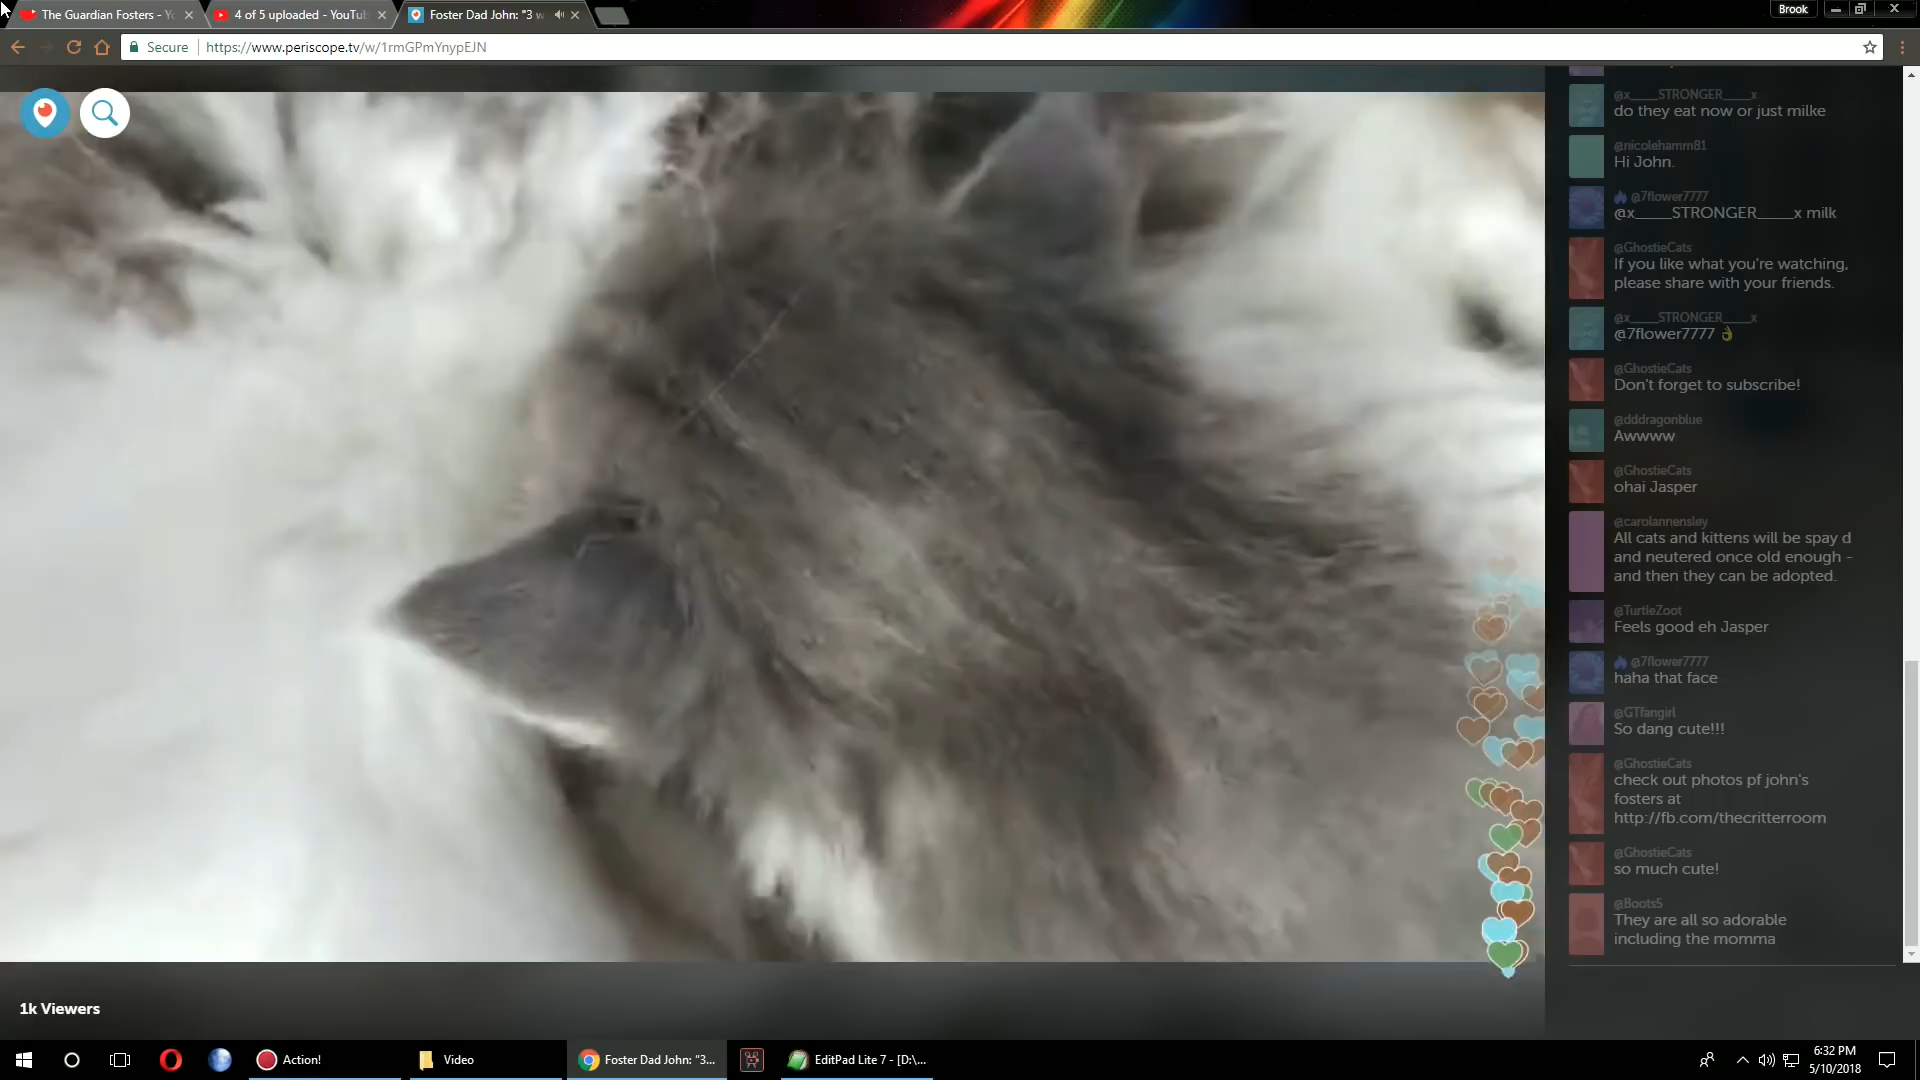 The Guardian Fosters - Y
4 of 5 uploaded - YouTu
Foster Dad John: "3 w
Brook
Secure
https://www.periscope.tv/w/1rmGPmYnypEJN
@x____STRONGER____x
do they eat now or just milke
@nicolehamm81
Hi John.
@7flower7777
@x____STRONGER____x milk
@GhostieCats
If you like what you're watching,
please share with your friends.
@x____STRONGER____x
@7flower7777 👌
@GhostieCats
Don't forget to subscribe!
@dddragonblue
Awwww
@GhostieCats
ohai Jasper
@carolannensley
All cats and kittens will be spay d
and neutered once old enough -
and then they can be adopted.
@TurtleZoot
Feels good eh Jasper
@7flower7777
haha that face
@GTfangirl
So dang cute!!!
@GhostieCats
check out photos pf john's
fosters at
http://fb.com/thecritterroom
@GhostieCats
so much cute!
@Boots5
They are all so adorable
including the momma
1k Viewers
Action!
Video
Foster Dad John: "3...
EditPad Lite 7 - [D:\...
6:32 PM
5/10/2018